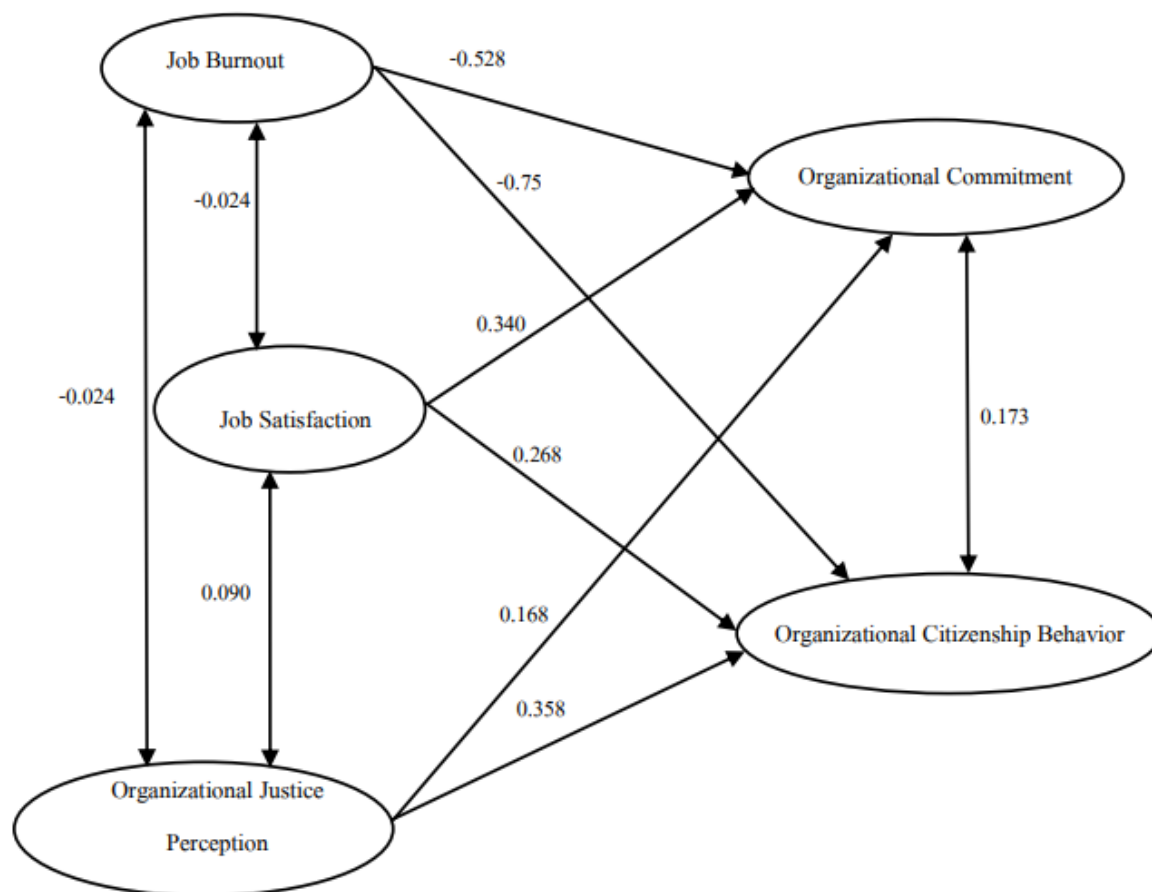 Job Burnout
-0.528
Organizational Commitment
-0.75
-0.024
0.340
-0.024
Job Satisfaction
0.173
0.268
0.090
0.168
Organizational Citizenship Behavior
0.358
Organizational Justice
Perception